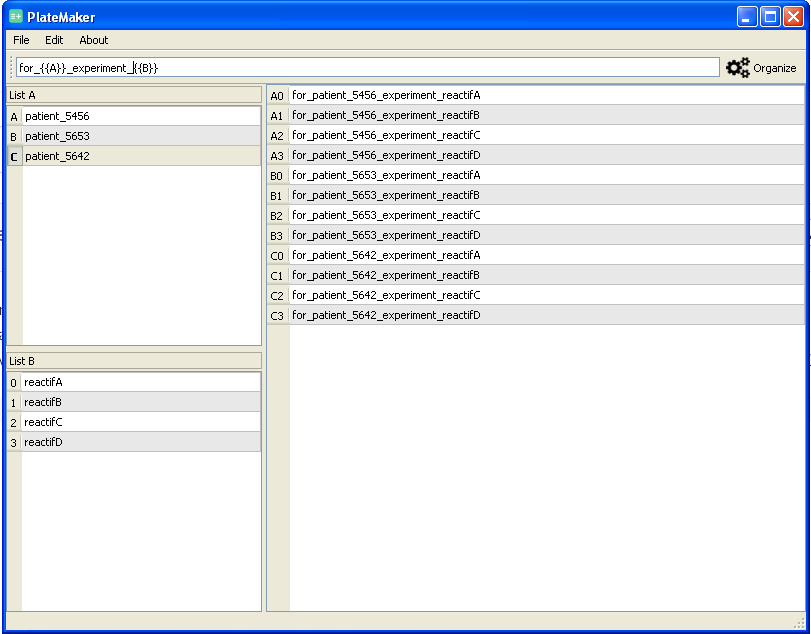 PlateMaker
File Edit About
for_{{A}}_experiment_{{B}}
Organize
List A
A patient_5456
B patient_5653
C patient_5642
List B
0 reactifA
1 reactifB
2 reactifC
3 reactifD
A0 for_patient_5456_experiment_reactifA
A1 for_patient_5456_experiment_reactifB
A2 for_patient_5456_experiment_reactifC
A3 for_patient_5456_experiment_reactifD
B0 for_patient_5653_experiment_reactifA
B1 for_patient_5653_experiment_reactifB
B2 for_patient_5653_experiment_reactifC
B3 for_patient_5653_experiment_reactifD
C0 for_patient_5642_experiment_reactifA
C1 for_patient_5642_experiment_reactifB
C2 for_patient_5642_experiment_reactifC
C3 for_patient_5642_experiment_reactifD